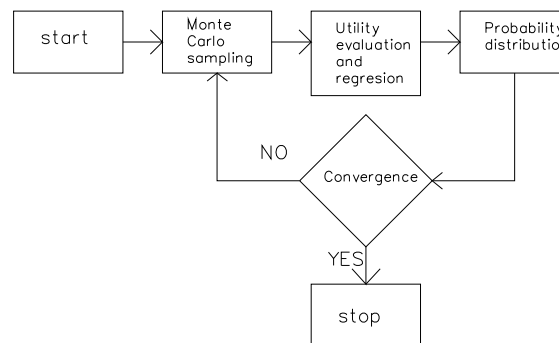 start
Monte
Carlo
sampling
Utility
evaluation
and
regresion
Probability
distributio
NO
Convergence
YES
stop